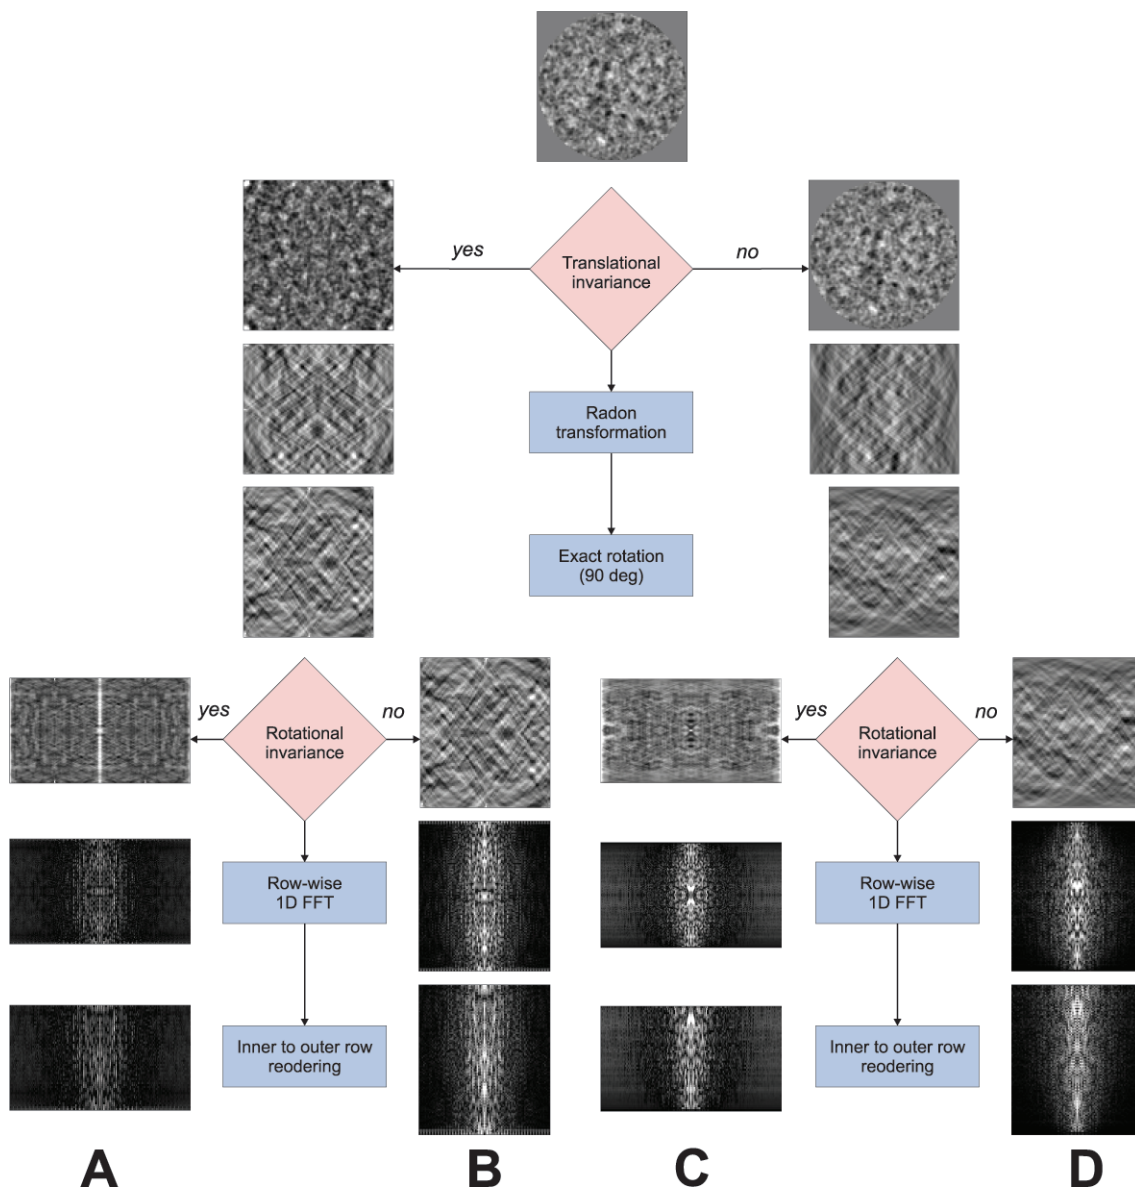 yes
no
Translational
invariance
Radon
transformation
Exact rotation
(90 deg)
yes
no
Rotational
invariance
yes
no
Rotational
invariance
Row-wise
1D FFT
Row-wise
1D FFT
Inner to outer row
reodering
Inner to outer row
reodering
A
B
C
D